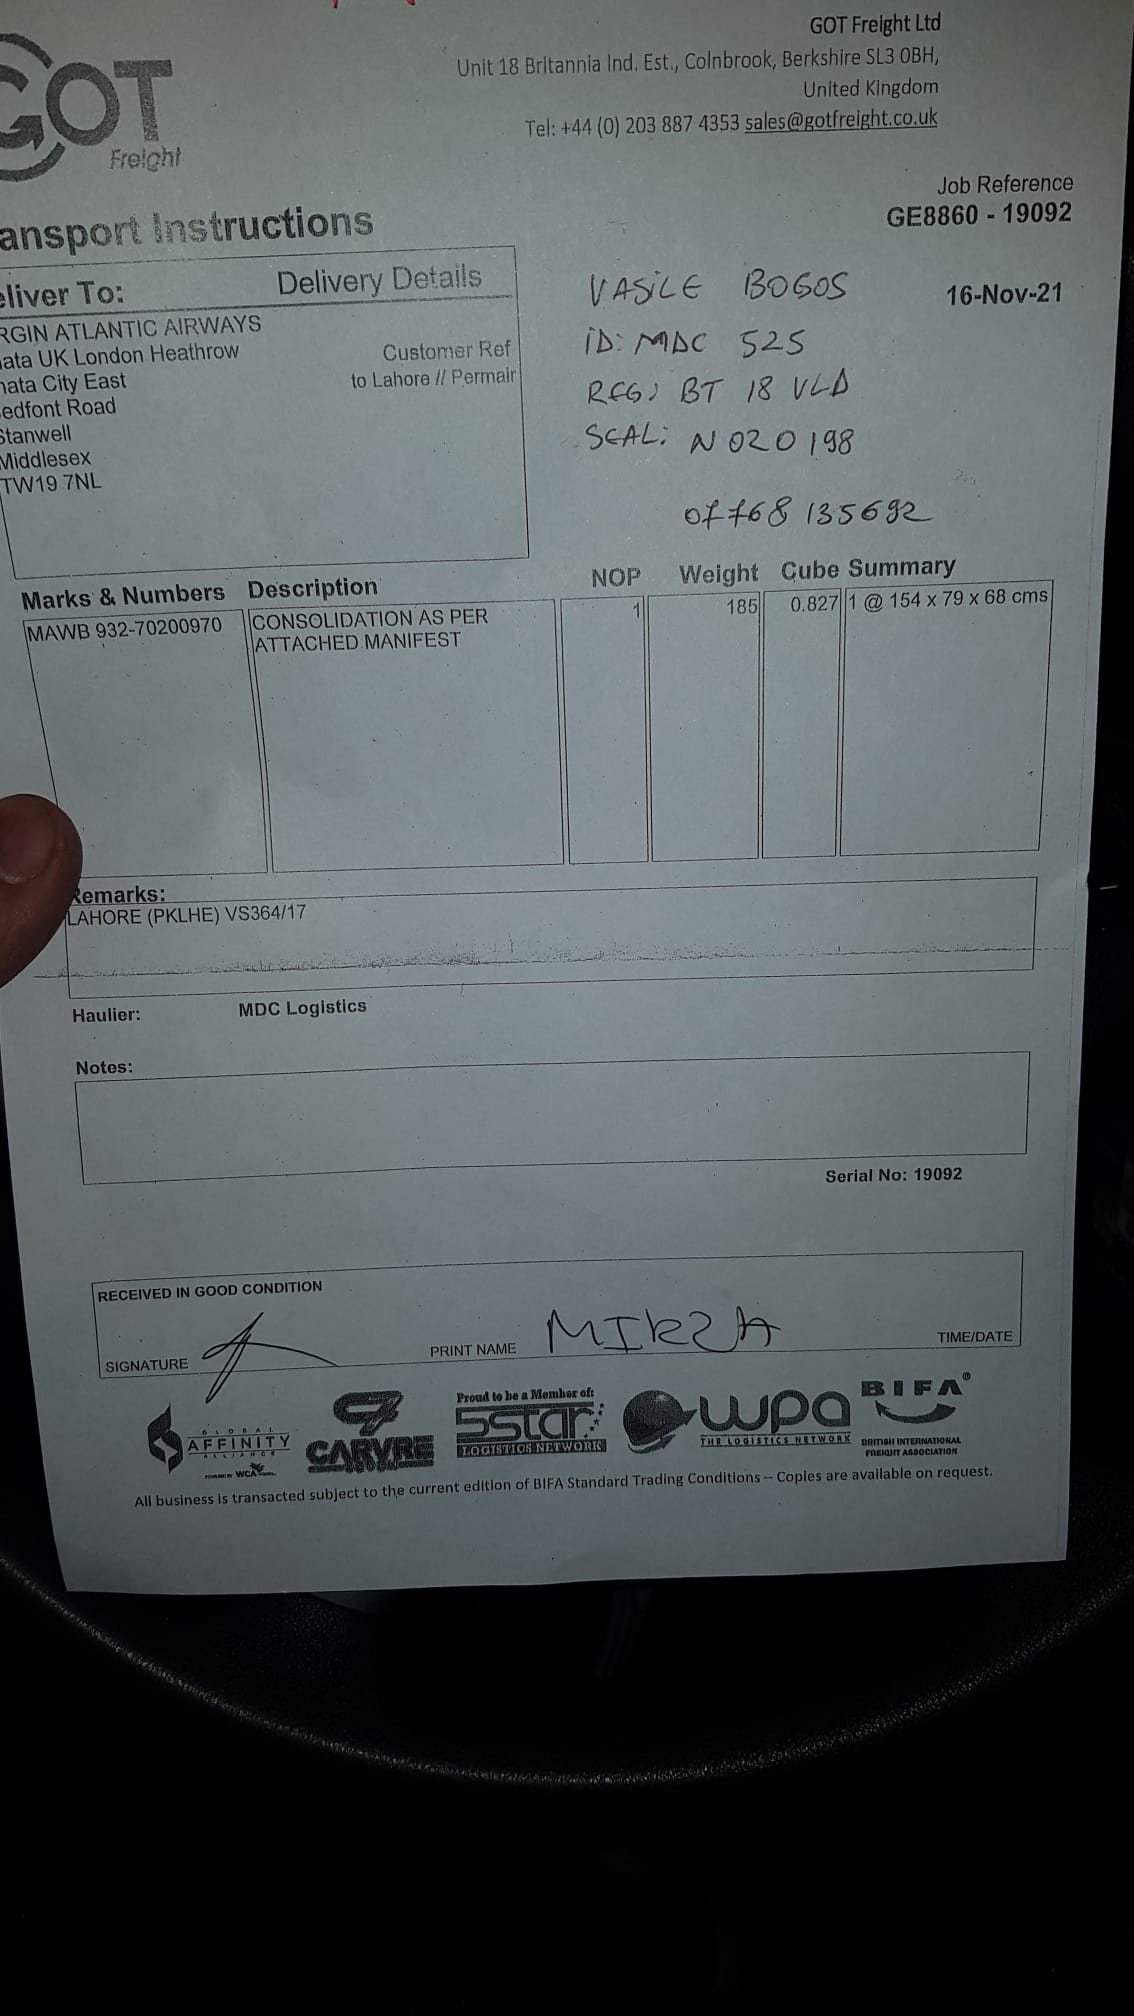 GOT Freight Ltd
Unit 18 Britannia Ind. Est., Colnbrook, Berkshire SL3 0BH,
United Kingdom
Tel: +44 (0) 203 887 4353 sales@gotfreight.co.uk
GOT
Freight
Job Reference
GE8860 - 19092
ansport Instructions
16-Nov-21
eliver To: Delivery Details
RGIN ATLANTIC AIRWAYS
nata UK London Heathrow
nata City East
edfont Road
Stanwell
Middlesex
TW19 7NL
Customer Ref
to Lahore // Permair
VASILE BOGOS
ID: MDC 525
REG: BT 18 VLD
SEAL: N 020198
07768 135692
Marks & Numbers Description NOP Weight Cube Summary
MAWB 932-70200970 CONSOLIDATION AS PER 1 185 0.827 1 @ 154 x 79 x 68 cms
ATTACHED MANIFEST
Remarks:
LAHORE (PKLHE) VS364/17
Haulier: MDC Logistics
Notes:
Serial No: 19092
RECEIVED IN GOOD CONDITION
SIGNATURE PRINT NAME MIRZA TIME/DATE
GLOBAL
AFFINITY
ALLIANCE
POWERED BY WCA
CARVRE
Proud to be a Member of:
5star
LOGISTICS NETWORK
wpa
THE LOGISTICS NETWORK
BIFA®
BRITISH INTERNATIONAL
FREIGHT ASSOCIATION
All business is transacted subject to the current edition of BIFA Standard Trading Conditions – Copies are available on request.